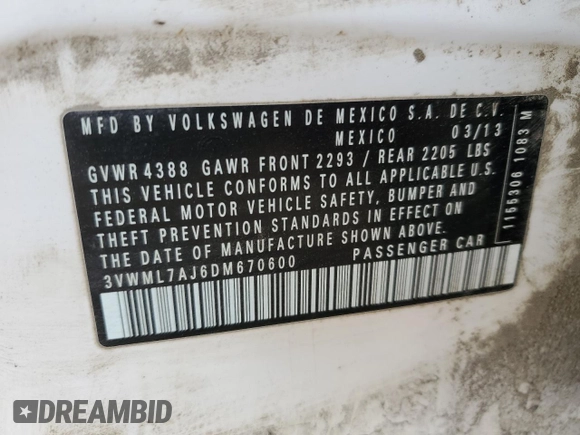 MFD BY VOLKSWAGEN DE MEXICO S.A. DE C.V.
MEXICO 03/13
GVWR 4388 GAWR FRONT 2293 / REAR 2205 LBS
THIS VEHICLE CONFORMS TO ALL APPLICABLE U.S.
FEDERAL MOTOR VEHICLE SAFETY, BUMPER AND
THEFT PREVENTION STANDARDS IN EFFECT ON
THE DATE OF MANUFACTURE SHOWN ABOVE.
3VWML7AJ6DM670600 PASSENGER CAR
1165306 1083 M
DREAMBID